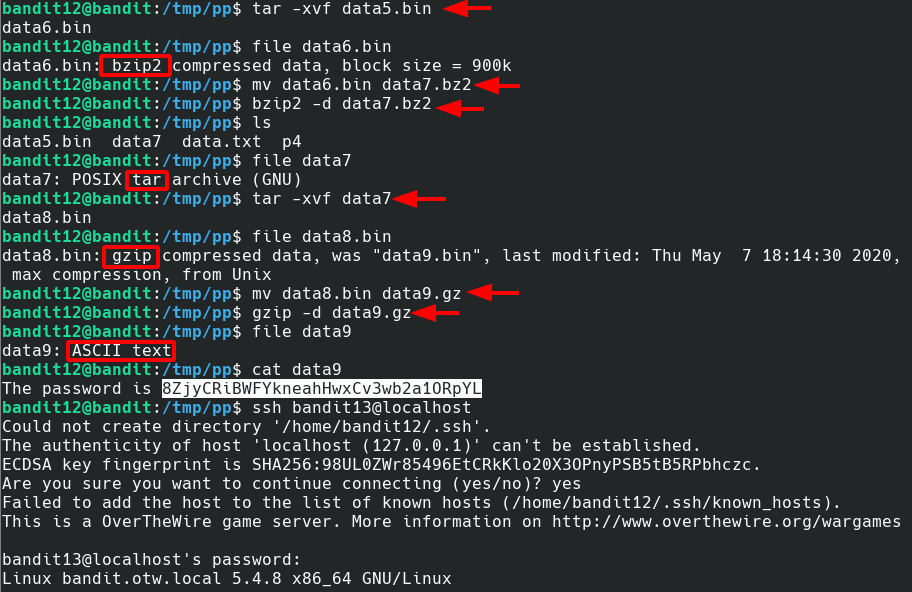 bandit12@bandit:/tmp/pp$ tar -xvf data5.bin
data6.bin
bandit12@bandit:/tmp/pp$ file data6.bin
data6.bin: bzip2 compressed data, block size = 900k
bandit12@bandit:/tmp/pp$ mv data6.bin data7.bz2
bandit12@bandit:/tmp/pp$ bzip2 -d data7.bz2
bandit12@bandit:/tmp/pp$ ls
data5.bin  data7  data.txt  p4
bandit12@bandit:/tmp/pp$ file data7
data7: POSIX tar archive (GNU)
bandit12@bandit:/tmp/pp$ tar -xvf data7
data8.bin
bandit12@bandit:/tmp/pp$ file data8.bin
data8.bin: gzip compressed data, was "data9.bin", last modified: Thu May  7 18:14:30 2020,
 max compression, from Unix
bandit12@bandit:/tmp/pp$ mv data8.bin data9.gz
bandit12@bandit:/tmp/pp$ gzip -d data9.gz
bandit12@bandit:/tmp/pp$ file data9
data9: ASCII text
bandit12@bandit:/tmp/pp$ cat data9
The password is 8ZjyCRiBWFYkneahHwxCv3wb2a1ORpYL
bandit12@bandit:/tmp/pp$ ssh bandit13@localhost
Could not create directory '/home/bandit12/.ssh'.
The authenticity of host 'localhost (127.0.0.1)' can't be established.
ECDSA key fingerprint is SHA256:98UL0ZWr85496EtCRkKlo20X3OPnyPSB5tB5RPbhczc.
Are you sure you want to continue connecting (yes/no)? yes
Failed to add the host to the list of known hosts (/home/bandit12/.ssh/known_hosts).
This is a OverTheWire game server. More information on http://www.overthewire.org/wargames
bandit13@localhost's password:
Linux bandit.otw.local 5.4.8 x86_64 GNU/Linux